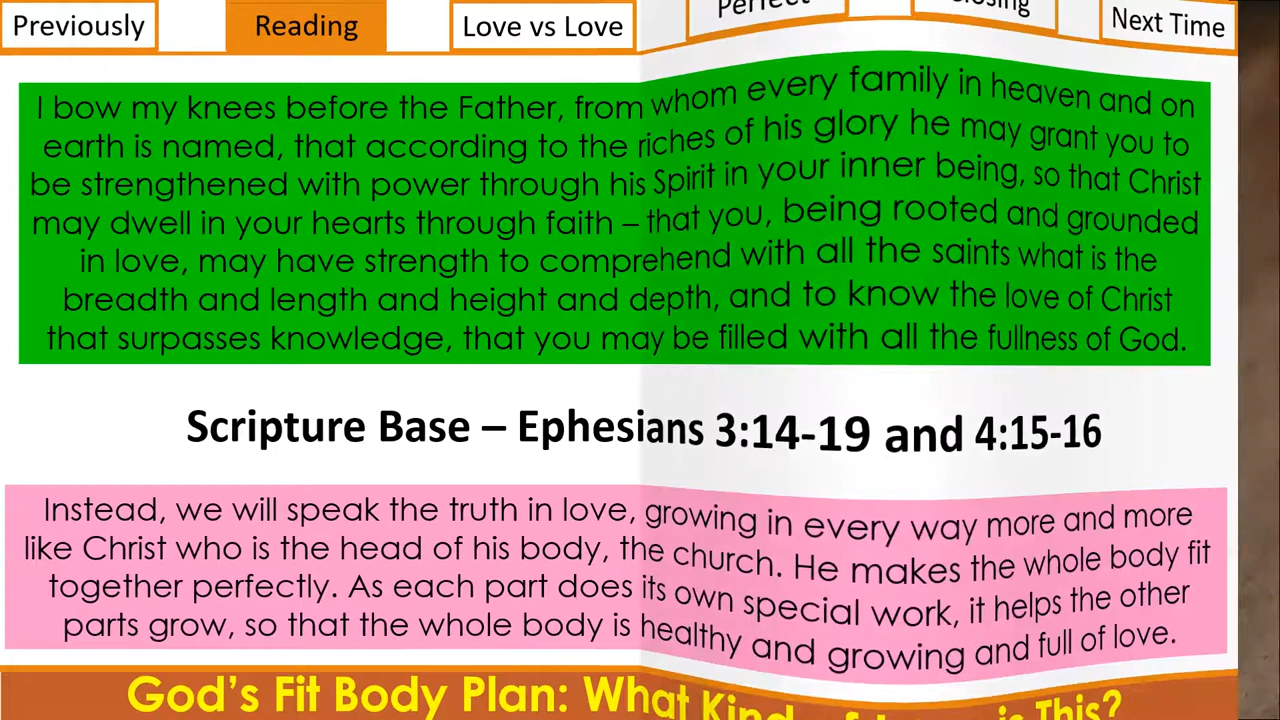 Previously Reading Love vs Love Perfect Closing Next Time
I bow my knees before the Father, from whom every family in heaven and on
earth is named, that according to the riches of his glory he may grant you to
be strengthened with power through his Spirit in your inner being, so that Christ
may dwell in your hearts through faith – that you, being rooted and grounded
in love, may have strength to comprehend with all the saints what is the
breadth and length and height and depth, and to know the love of Christ
that surpasses knowledge, that you may be filled with all the fullness of God.
Scripture Base – Ephesians 3:14-19 and 4:15-16
Instead, we will speak the truth in love, growing in every way more and more
like Christ who is the head of his body, the church. He makes the whole body fit
together perfectly. As each part does its own special work, it helps the other
parts grow, so that the whole body is healthy and growing and full of love.
God's Fit Body Plan: What Kind of Love is This?